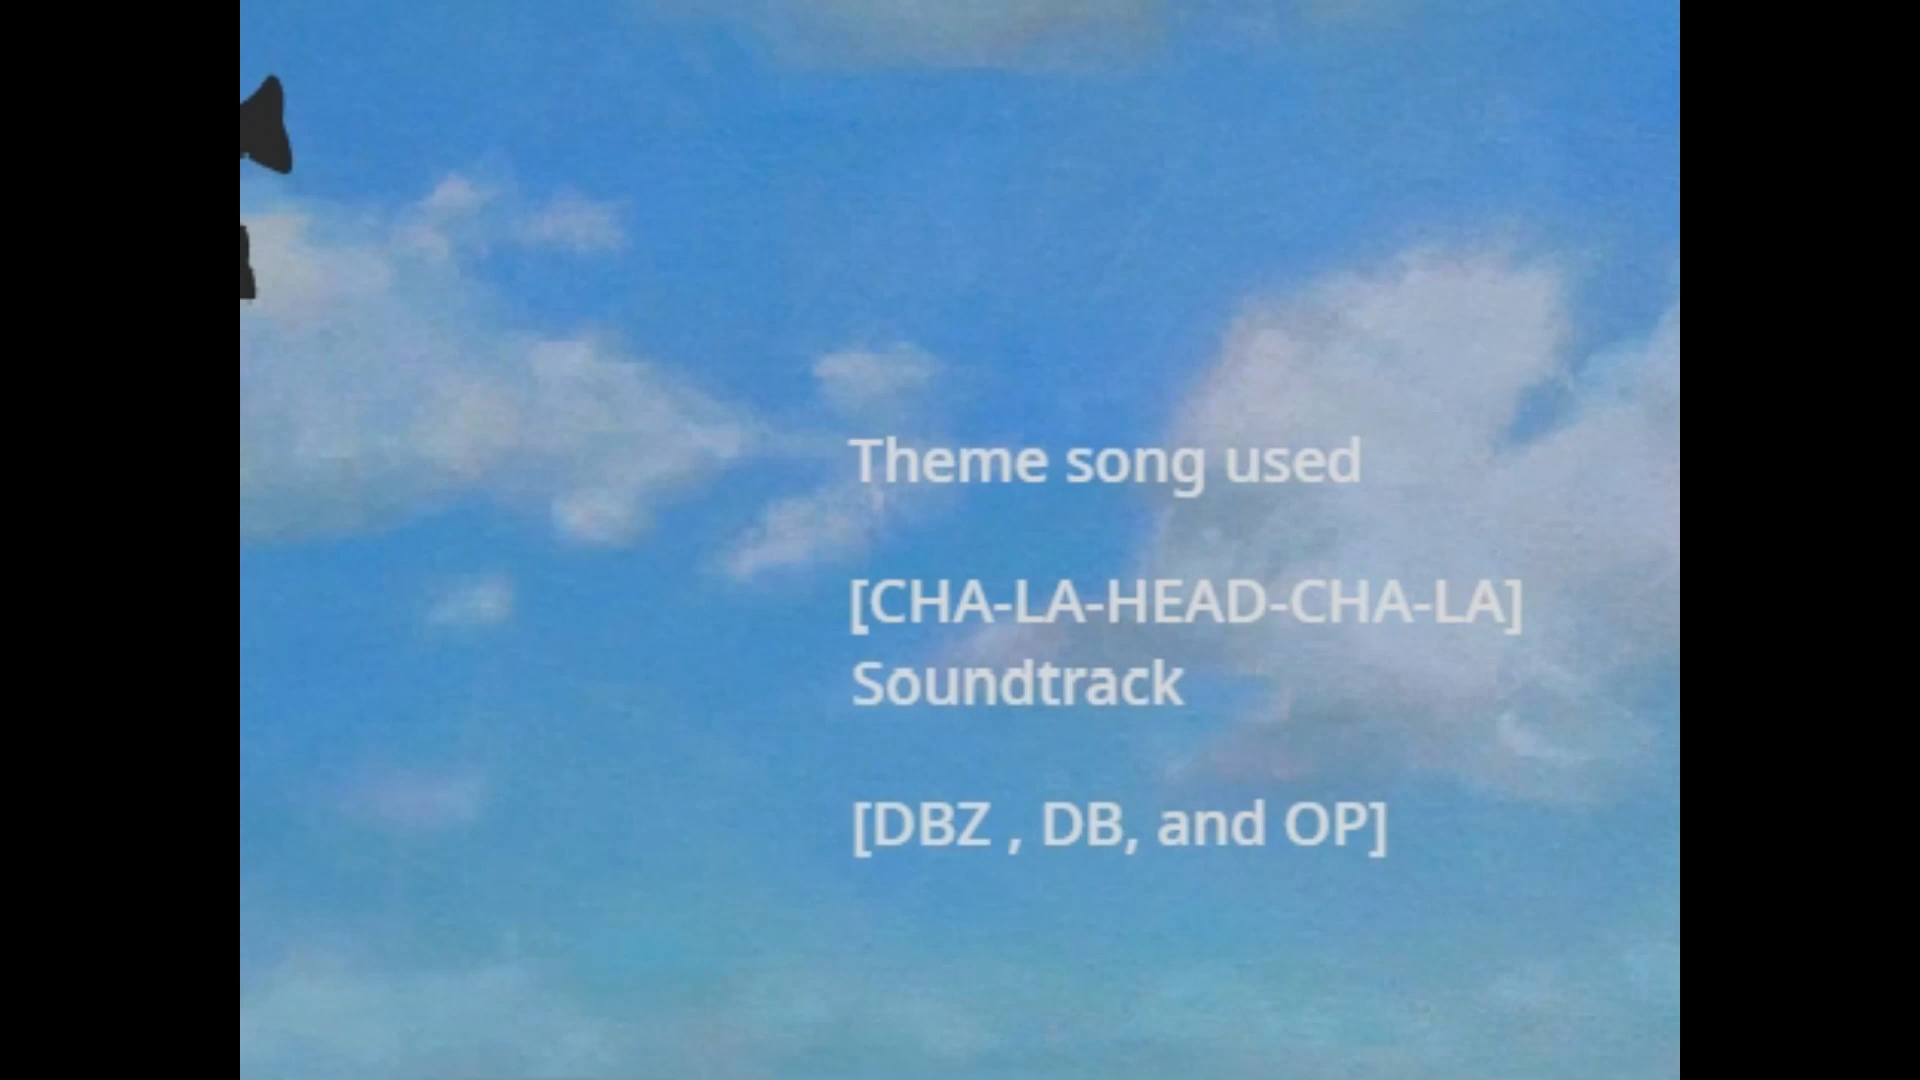 Theme song used
[CHA-LA-HEAD-CHA-LA]
Soundtrack
[DBZ , DB, and OP]